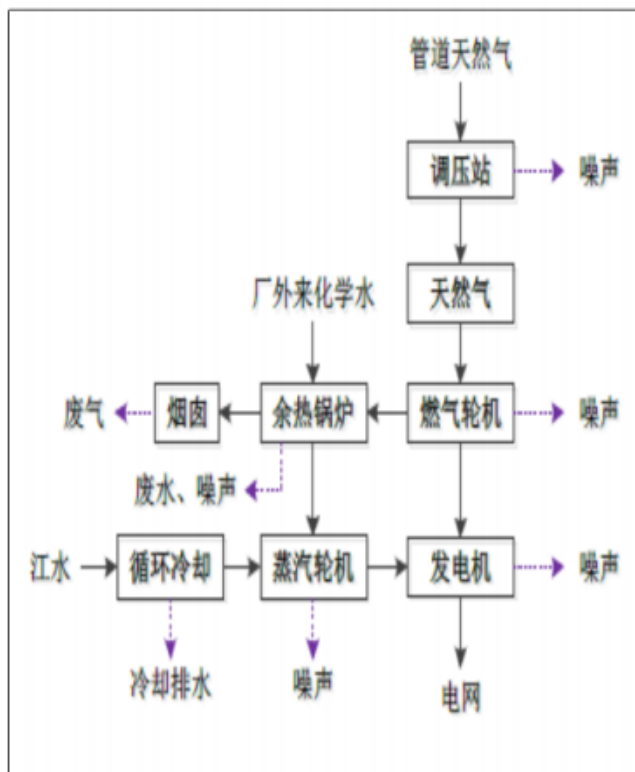 管道天然气
调压站
噪声
厂外来化学水
天然气
废气
烟囱
余热锅炉
燃气轮机
噪声
废水、噪声
江水
循环冷却
蒸汽轮机
发电机
噪声
冷却排水
噪声
电网